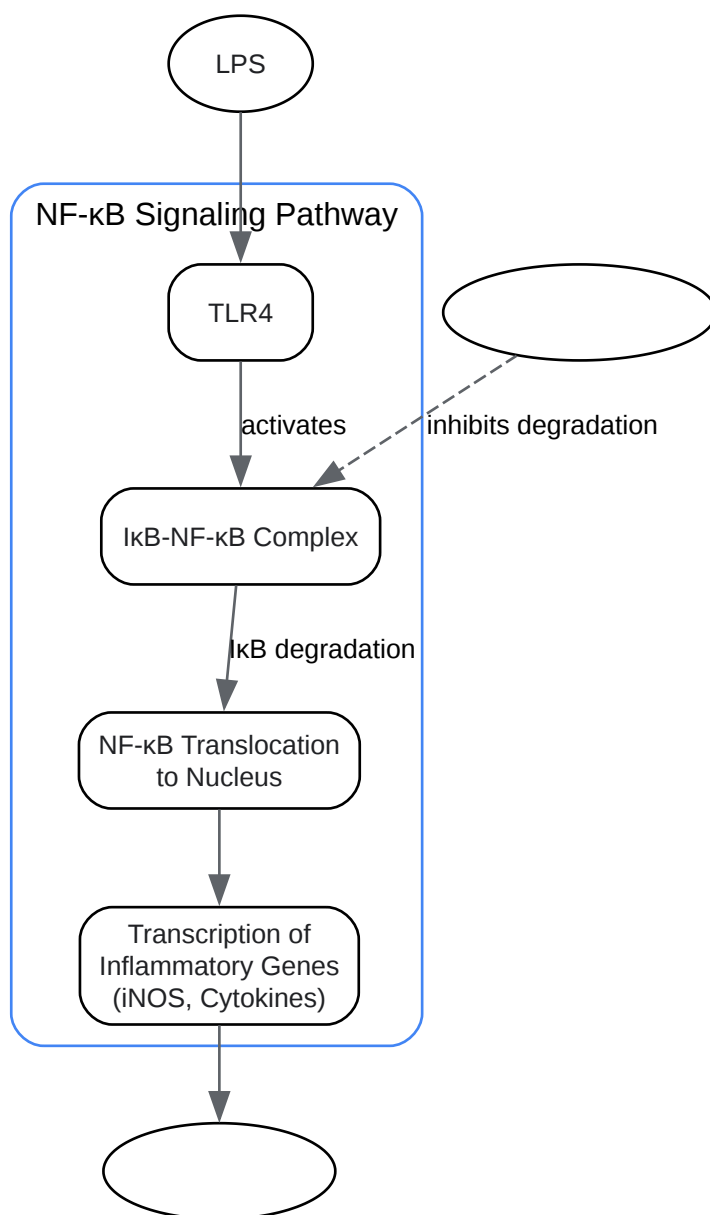 LPS
NF-κB Signaling Pathway
TLR4
activates
inhibits degradation
IκB-NF-κB Complex
IκB degradation
NF-κB Translocation
to Nucleus
Transcription of
Inflammatory Genes
(iNOS, Cytokines)